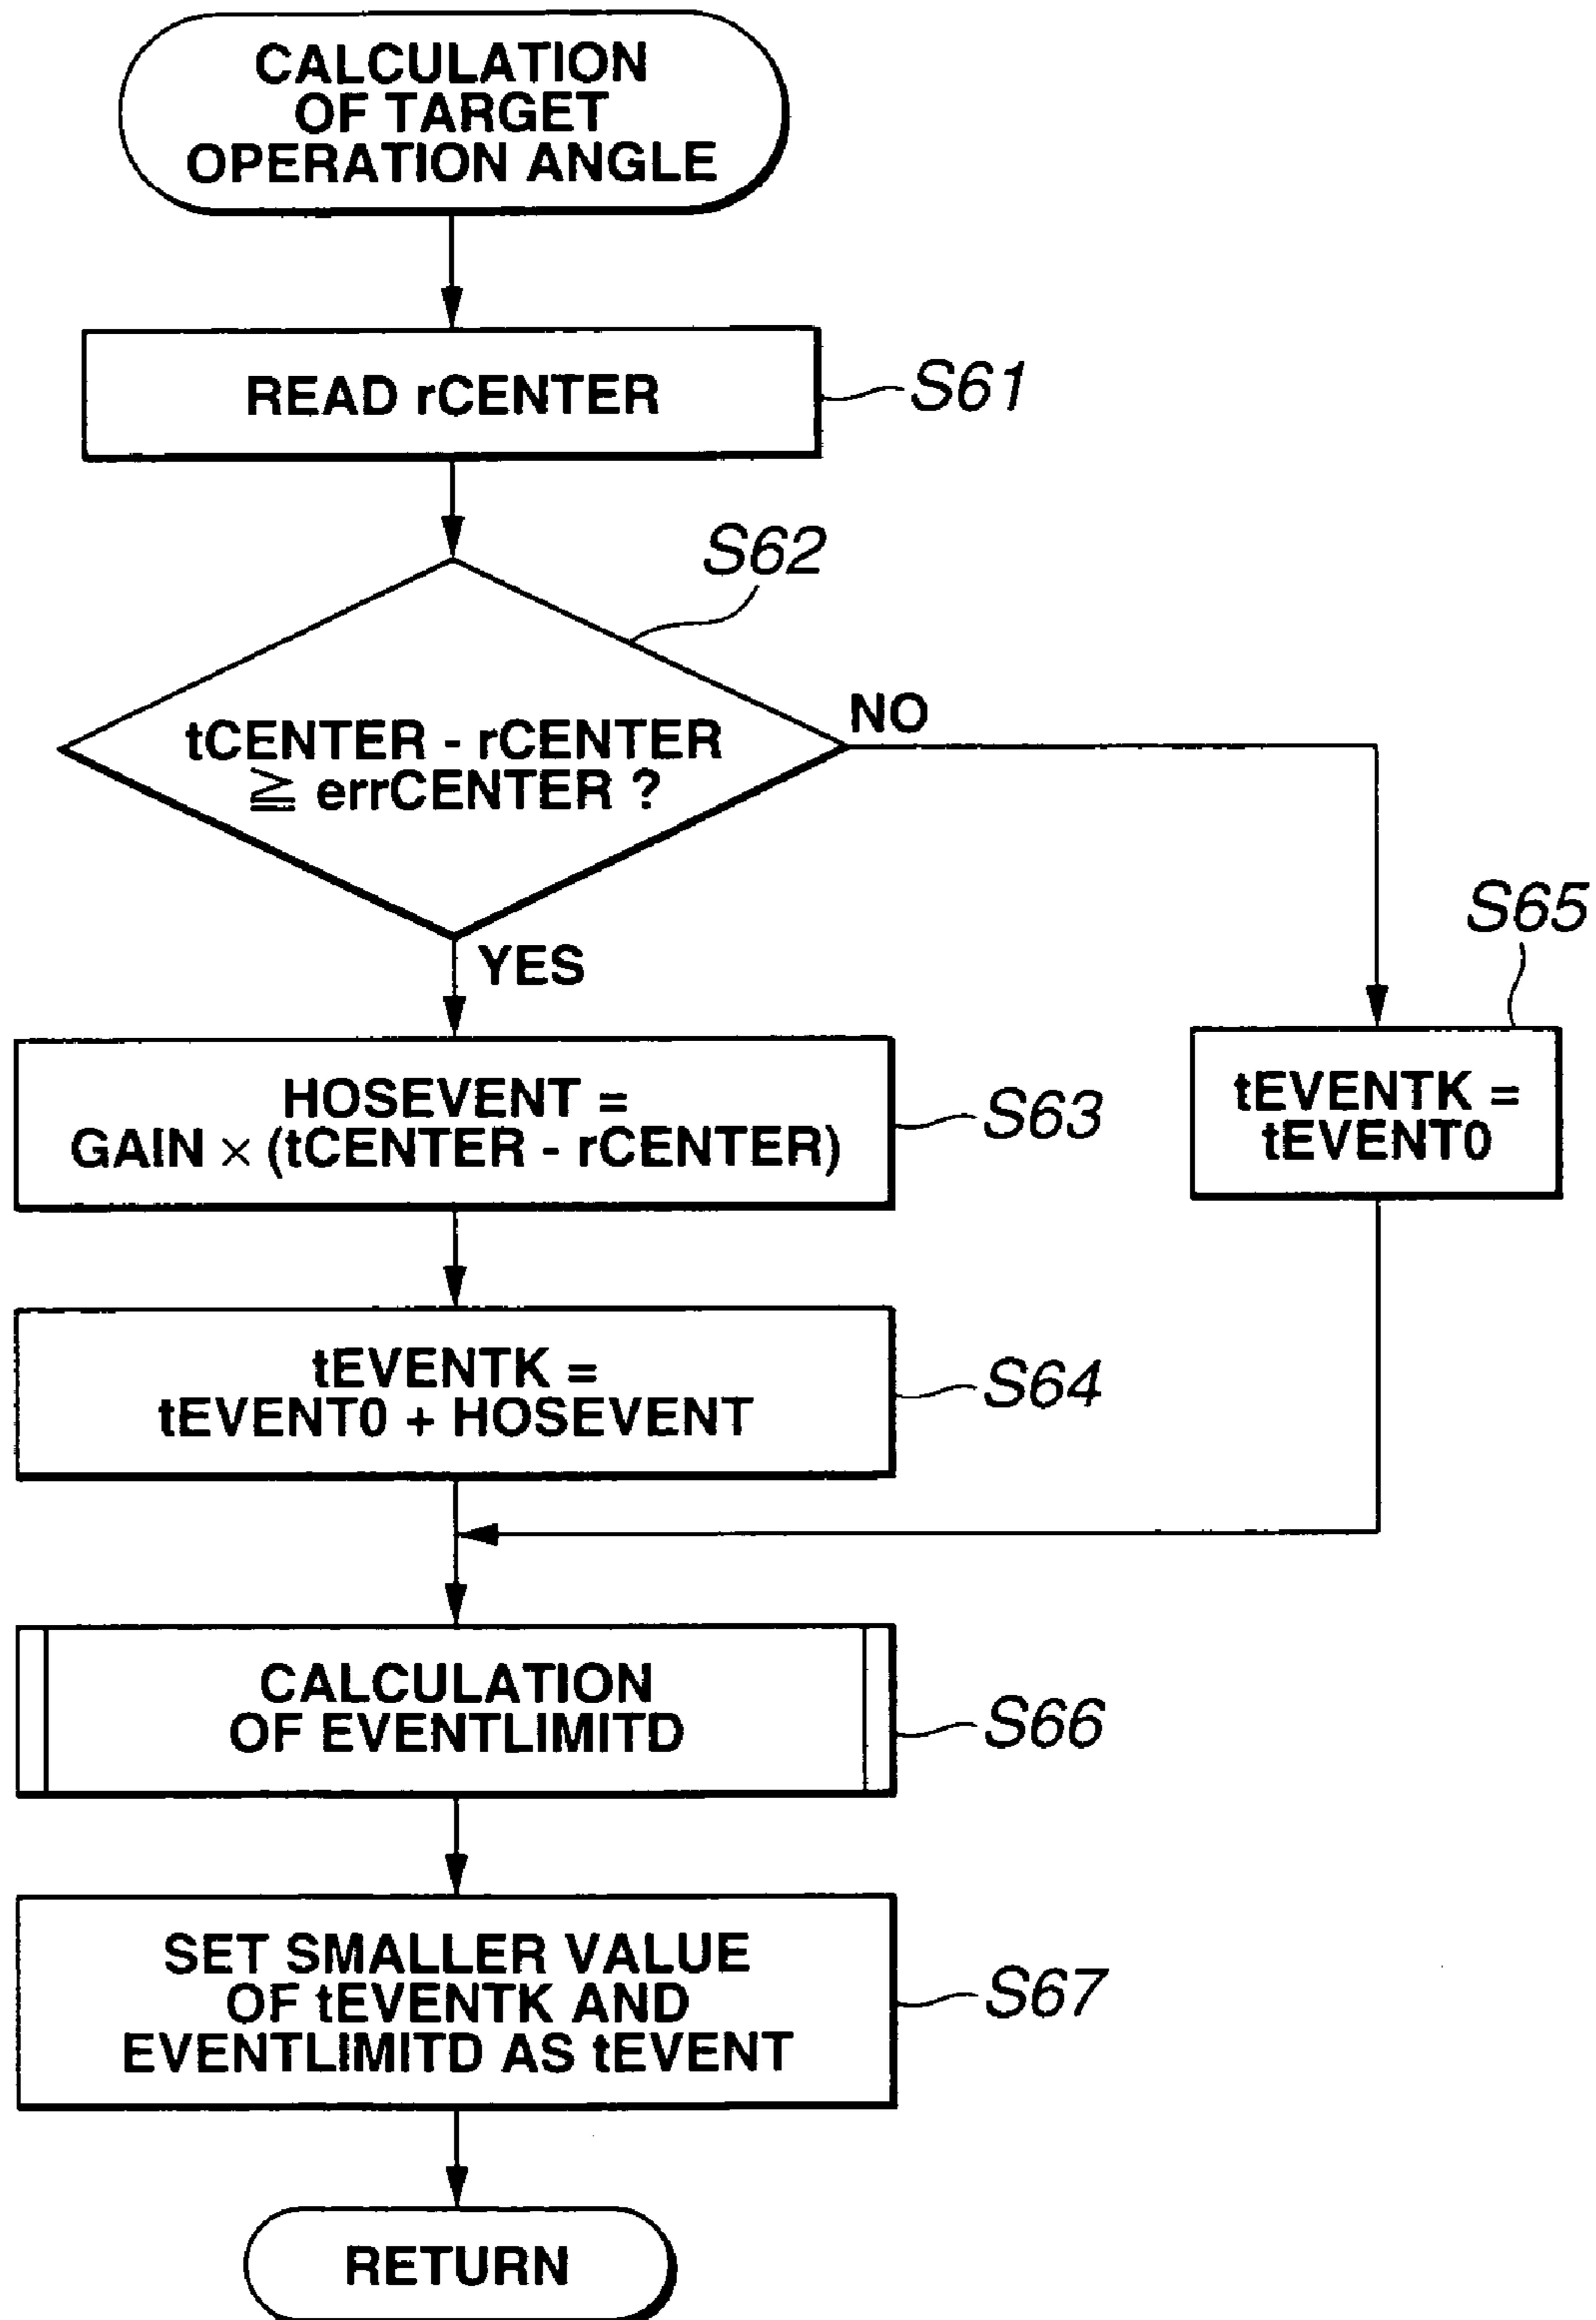 CALCULATION
OF TARGET
OPERATION ANGLE
READ rCENTER
S61
S62
tCENTER - rCENTER
≧ errCENTER ?
NO
YES
S65
HOSEVENT =
GAIN × (tCENTER - rCENTER)
S63
tEVENTK =
tEVENT0
tEVENTK =
tEVENT0 + HOSEVENT
S64
CALCULATION
OF EVENTLIMITD
S66
SET SMALLER VALUE
OF tEVENTK AND
EVENTLIMITD AS tEVENT
S67
RETURN